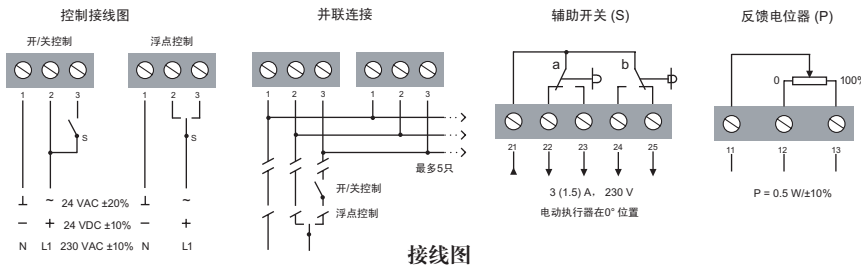 控制接线图
并联连接
辅助开关 (S)
反馈电位器 (P)
开/关控制
浮点控制
1 2 3
1 2 3
S
S
⊥ ~ 24 VAC ±20% ⊥ ~
− + 24 VDC ±10% − +
N L1 230 VAC ±10% N L1
1 2 3
1 2 3
最多5只
开/关控制
浮点控制
a b
21 22 23 24 25
3 (1.5) A, 230 V
电动执行器在0° 位置
0 100%
11 12 13
P = 0.5 W/±10%
接线图